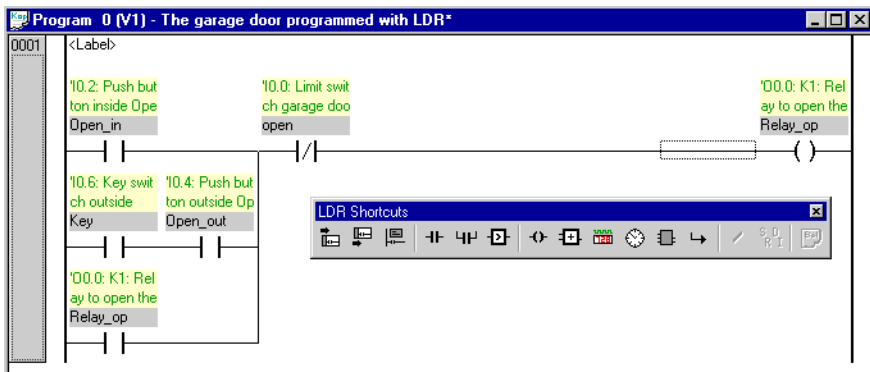 Program 0 (V1) - The garage door programmed with LDR*
0001
<Label>
'I0.2: Push but
ton inside Ope
Open_in
'I0.0: Limit swit
ch garage doo
open
'O0.0: K1: Rel
ay to open the
Relay_op
'I0.6: Key swit
ch outside
Key
'I0.4: Push but
ton outside Op
Open_out
LDR Shortcuts
'O0.0: K1: Rel
ay to open the
Relay_op